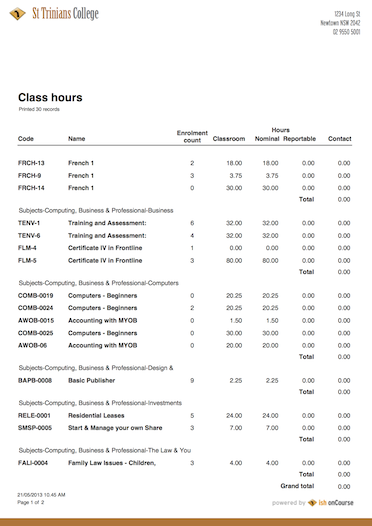 St Trinians College
1234 Long St
Newtown NSW 2042
02 9550 5001
Class hours
Printed 30 records
Enrolment Hours
Code Name count Classroom Nominal Reportable Contact
FRCH-13 French 1 2 18.00 18.00 0.00 0.00
FRCH-9 French 1 3 3.75 3.75 0.00 0.00
FRCH-14 French 1 0 30.00 30.00 0.00 0.00
Total 0.00
Subjects-Computing, Business & Professional-Business
TENV-1 Training and Assessment: 6 32.00 32.00 0.00 0.00
TENV-6 Training and Assessment: 4 32.00 32.00 0.00 0.00
FLM-4 Certificate IV in Frontline 1 0.00 0.00 0.00 0.00
FLM-5 Certificate IV in Frontline 3 80.00 80.00 0.00 0.00
Total 0.00
Subjects-Computing, Business & Professional-Computers
COMB-0019 Computers - Beginners 0 20.25 20.25 0.00 0.00
COMB-0024 Computers - Beginners 2 20.25 20.25 0.00 0.00
AWOB-0015 Accounting with MYOB 0 1.50 1.50 0.00 0.00
COMB-0025 Computers - Beginners 0 30.00 30.00 0.00 0.00
AWOB-06 Accounting with MYOB 0 20.00 20.00 0.00 0.00
Total 0.00
Subjects-Computing, Business & Professional-Design &
BAPB-0008 Basic Publisher 9 2.25 2.25 0.00 0.00
Total 0.00
Subjects-Computing, Business & Professional-Investments
RELE-0001 Residential Leases 5 24.00 24.00 0.00 0.00
SMSP-0005 Start & Manage your own Share 3 7.00 7.00 0.00 0.00
Total 0.00
Subjects-Computing, Business & Professional-The Law & You
FALI-0004 Family Law Issues - Children, 3 4.00 4.00 0.00 0.00
Total 0.00
Grand total 0.00
21/05/2013 10.45 AM
Page 1 of 2
powered by ish onCourse